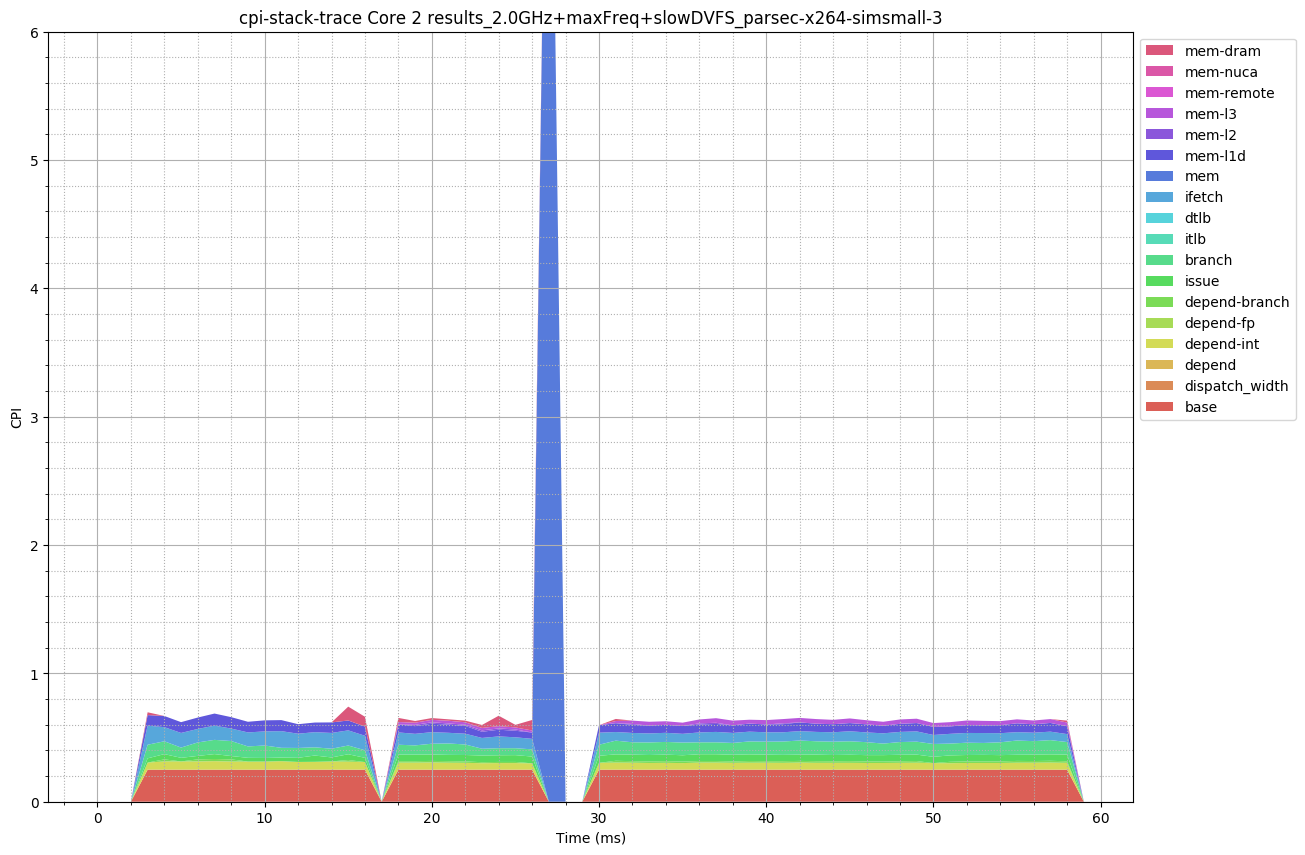 cpi-stack-trace Core 2 results_2.0GHz+maxFreq+slowDVFS_parsec-x264-simsmall-3
6
5
4
3
2
1
0
CPI
0 10 20 30 40 50 60
Time (ms)
mem-dram
mem-nuca
mem-remote
mem-l3
mem-l2
mem-l1d
mem
ifetch
dtlb
itlb
branch
issue
depend-branch
depend-fp
depend-int
depend
dispatch_width
base